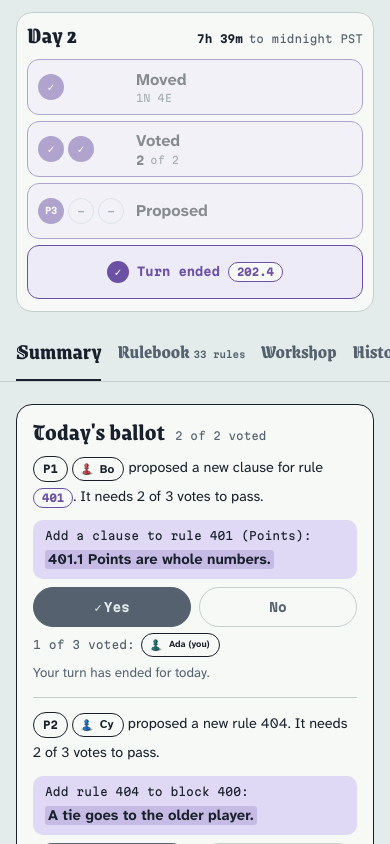 Day 2
7h 39m to midnight PST
✓ Moved
1N 4E
✓ ✓ Voted
2 of 2
P3 – – Proposed
✓ Turn ended 202.4
Summary Rulebook 33 rules Workshop Histo
Today's ballot 2 of 2 voted
P1 Bo proposed a new clause for rule
401. It needs 2 of 3 votes to pass.
Add a clause to rule 401 (Points):
401.1 Points are whole numbers.
✓Yes No
1 of 3 voted: Ada (you)
Your turn has ended for today.
P2 Cy proposed a new rule 404. It needs
2 of 3 votes to pass.
Add rule 404 to block 400:
A tie goes to the older player.